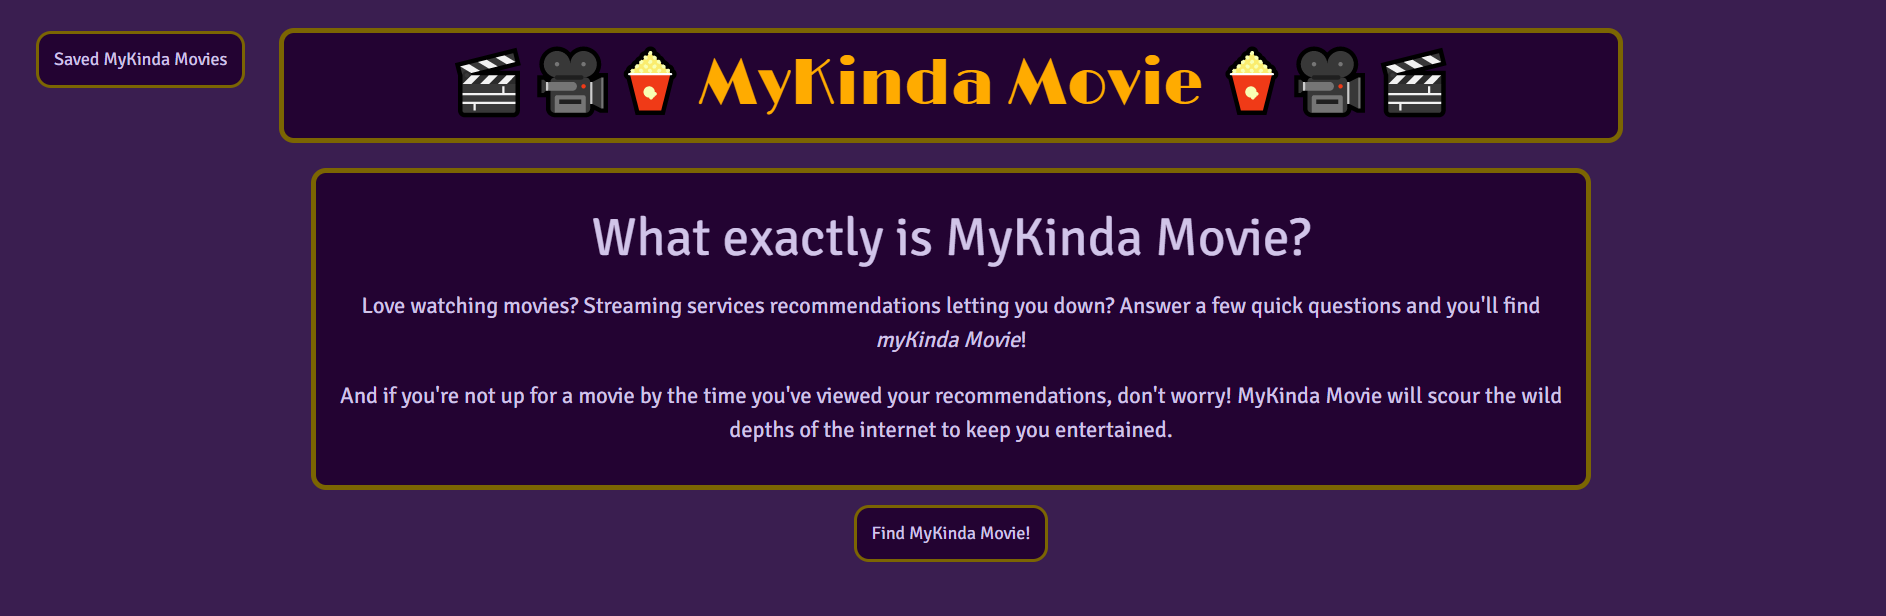 Saved MyKinda Movies
MyKinda Movie
What exactly is MyKinda Movie?
Love watching movies? Streaming services recommendations letting you down? Answer a few quick questions and you'll find
myKinda Movie!
And if you're not up for a movie by the time you've viewed your recommendations, don't worry! MyKinda Movie will scour the wild
depths of the internet to keep you entertained.
Find MyKinda Movie!